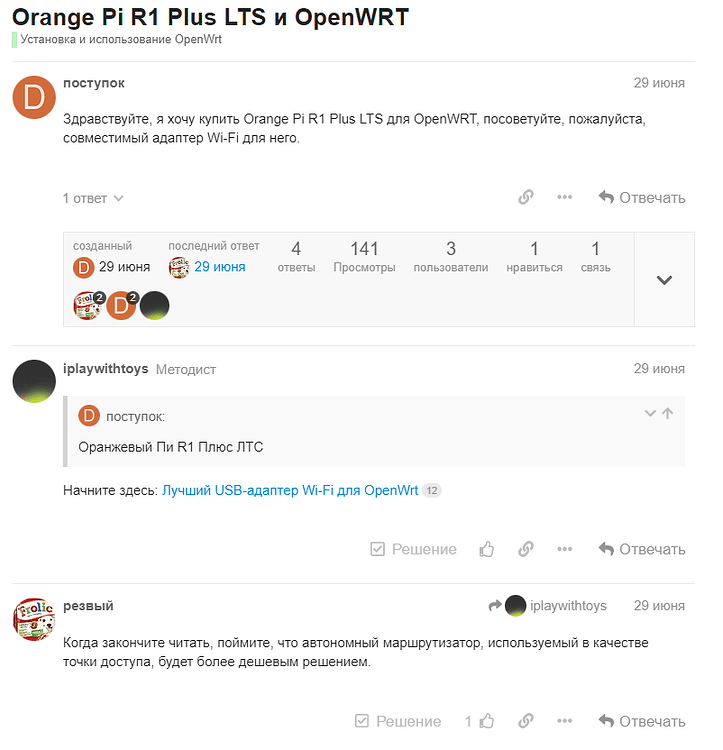 Orange Pi R1 Plus LTS и OpenWRT
Установка и использование OpenWrt
D
поступок
29 июня
Здравствуйте, я хочу купить Orange Pi R1 Plus LTS для OpenWRT, посоветуйте, пожалуйста,
совместимый адаптер Wi-Fi для него.
1 ответ
Отвечать
созданный
последний ответ
4
141
3
1
1
D 29 июня
Frolic 29 июня
ответы
Просмотры
пользователи
нравиться
связь
Frolic 2 D 2
iplaywithtoys Методист
29 июня
D поступок:
Оранжевый Пи R1 Плюс ЛТС
Начните здесь: Лучший USB-адаптер Wi-Fi для OpenWrt 12
Решение
Отвечать
Frolic
резвый
iplaywithtoys
29 июня
Когда закончите читать, поймите, что автономный маршрутизатор, используемый в качестве
точки доступа, будет более дешевым решением.
Решение
1
Отвечать